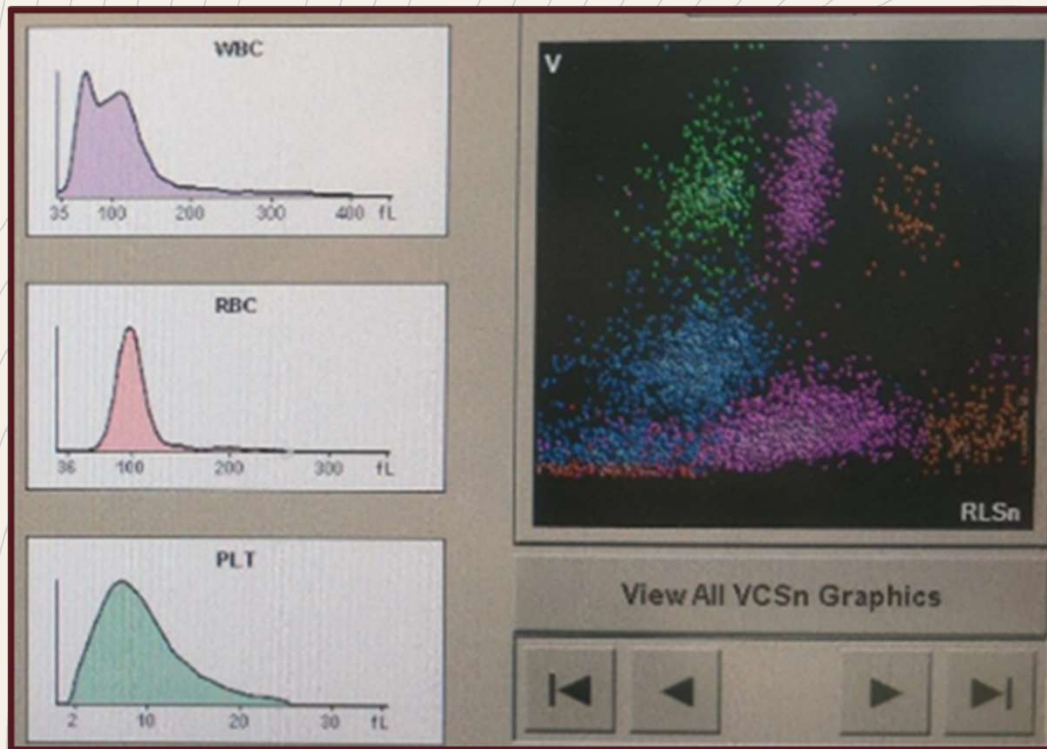 WBC
35 100 200 300 400 fL
RBC
36 100 200 300 fL
PLT
2 10 20 30 fL
V
RLSn
View All VCSn Graphics